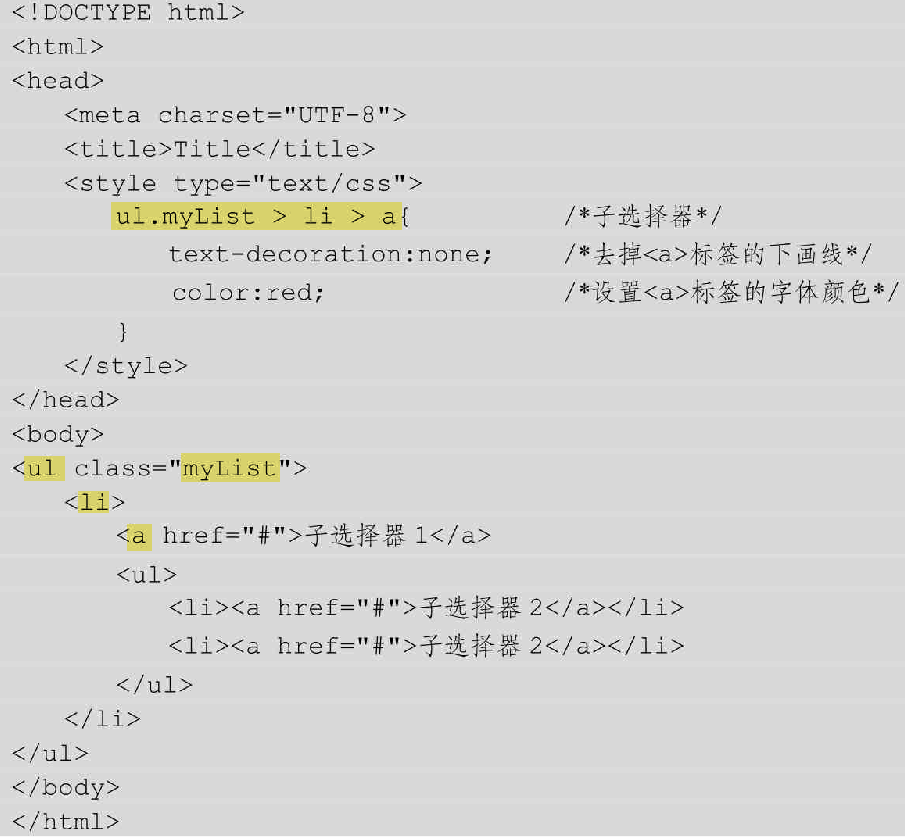 <!DOCTYPE html>
<html>
<head>
<meta charset="UTF-8">
<title>Title</title>
<style type="text/css">
ul.myList > li > a{ /*子选择器*/
text-decoration:none; /*去掉<a>标签的下画线*/
color:red; /*设置<a>标签的字体颜色*/
}
</style>
</head>
<body>
<ul class="myList">
<li>
<a href="#">子选择器 1</a>
<ul>
<li><a href="#">子选择器 2</a></li>
<li><a href="#">子选择器 2</a></li>
</ul>
</li>
</ul>
</body>
</html>